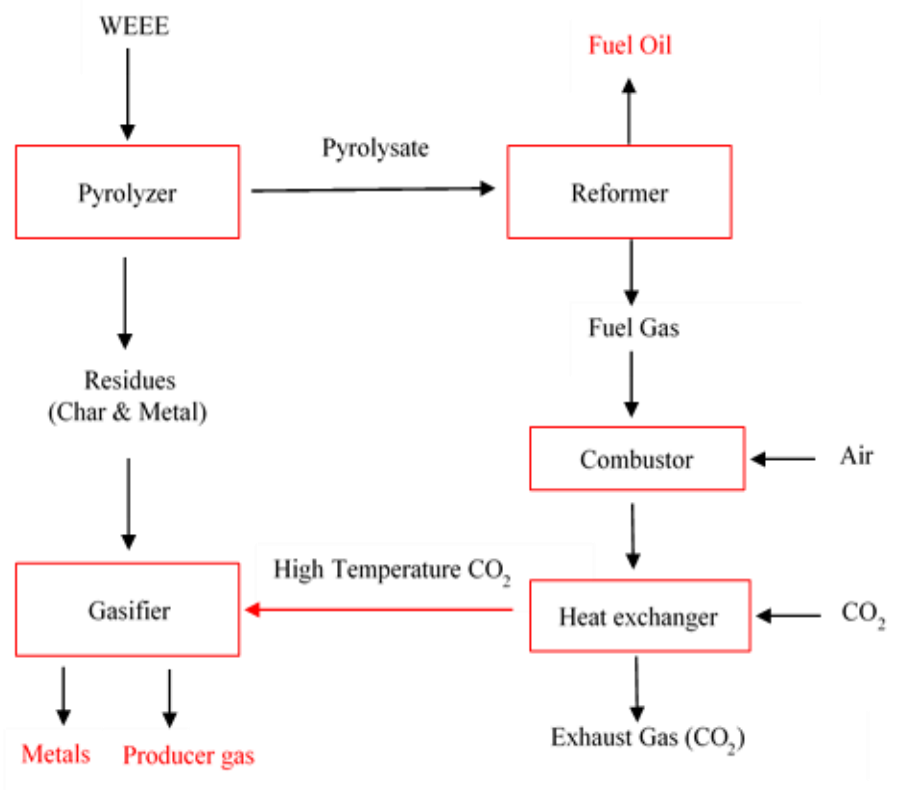 WEEE
Fuel Oil
Pyrolysate
Pyrolyzer
Reformer
Fuel Gas
Residues
(Char & Metal)
Combustor
Air
High Temperature CO₂
Gasifier
Heat exchanger
CO₂
Exhaust Gas (CO₂)
Metals
Producer gas